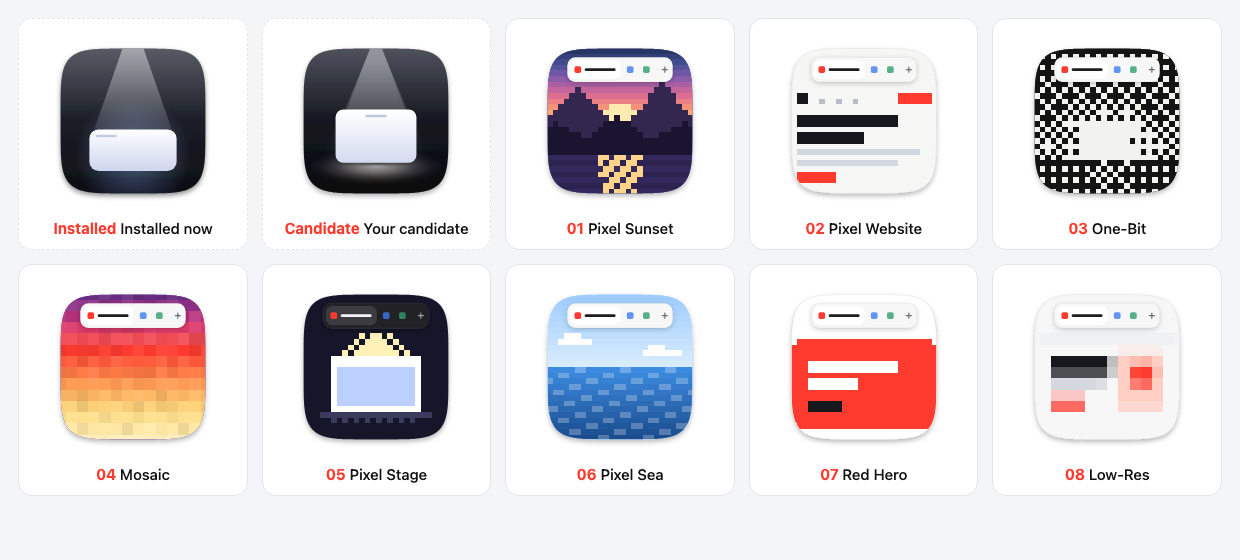 Installed Installed now
Candidate Your candidate
01 Pixel Sunset
02 Pixel Website
03 One-Bit
04 Mosaic
05 Pixel Stage
06 Pixel Sea
07 Red Hero
08 Low-Res